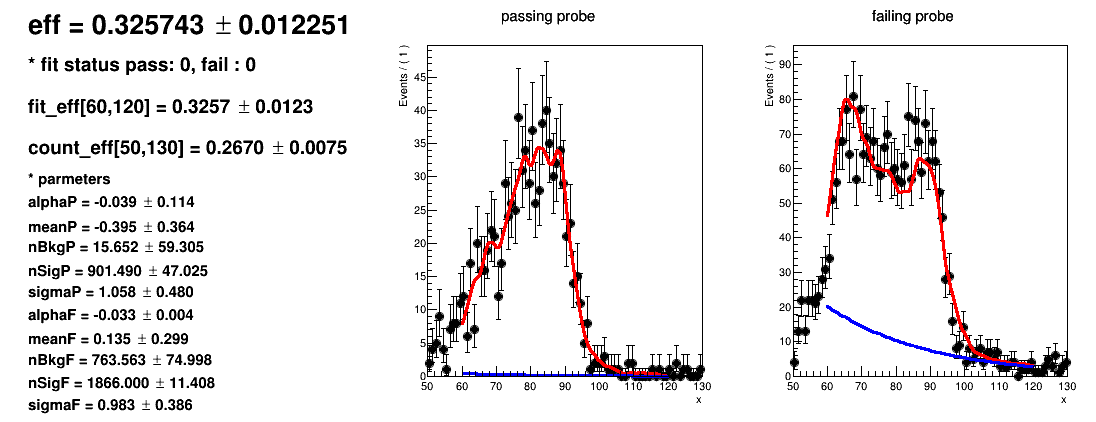 eff = 0.325743 ± 0.012251
* fit status pass: 0, fail : 0
fit_eff[60,120] = 0.3257 ± 0.0123
count_eff[50,130] = 0.2670 ± 0.0075
* parmeters
alphaP = -0.039 ± 0.114
meanP = -0.395 ± 0.364
nBkgP = 15.652 ± 59.305
nSigP = 901.490 ± 47.025
sigmaP = 1.058 ± 0.480
alphaF = -0.033 ± 0.004
meanF = 0.135 ± 0.299
nBkgF = 763.563 ± 74.998
nSigF = 1866.000 ± 11.408
sigmaF = 0.983 ± 0.386
passing probe
Events / ( 1 )
45
40
35
30
25
20
15
10
5
0
50 60 70 80 90 100 110 120 130
x
failing probe
Events / ( 1 )
90
80
70
60
50
40
30
20
10
0
50 60 70 80 90 100 110 120 130
x